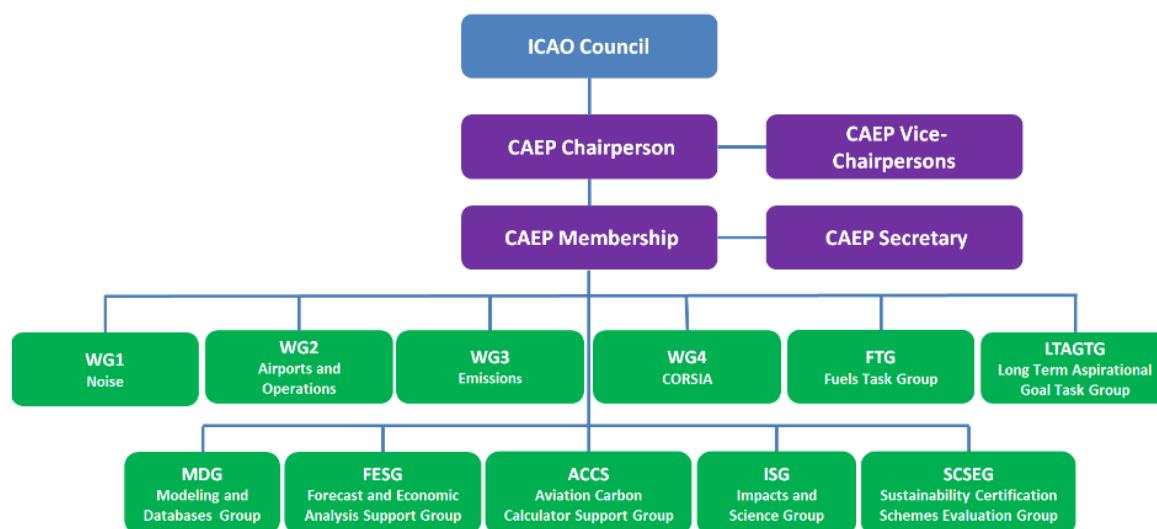 ICAO Council
CAEP Chairperson
CAEP Vice-
Chairpersons
CAEP Membership
CAEP Secretary
WG1
Noise
WG2
Airports and
Operations
WG3
Emissions
WG4
CORSIA
FTG
Fuels Task Group
LTAGTG
Long Term Aspirational
Goal Task Group
MDG
Modeling and
Databases Group
FESG
Forecast and Economic
Analysis Support Group
ACCS
Aviation Carbon
Calculator Support Group
ISG
Impacts and
Science Group
SCSEG
Sustainability Certification
Schemes Evaluation Group